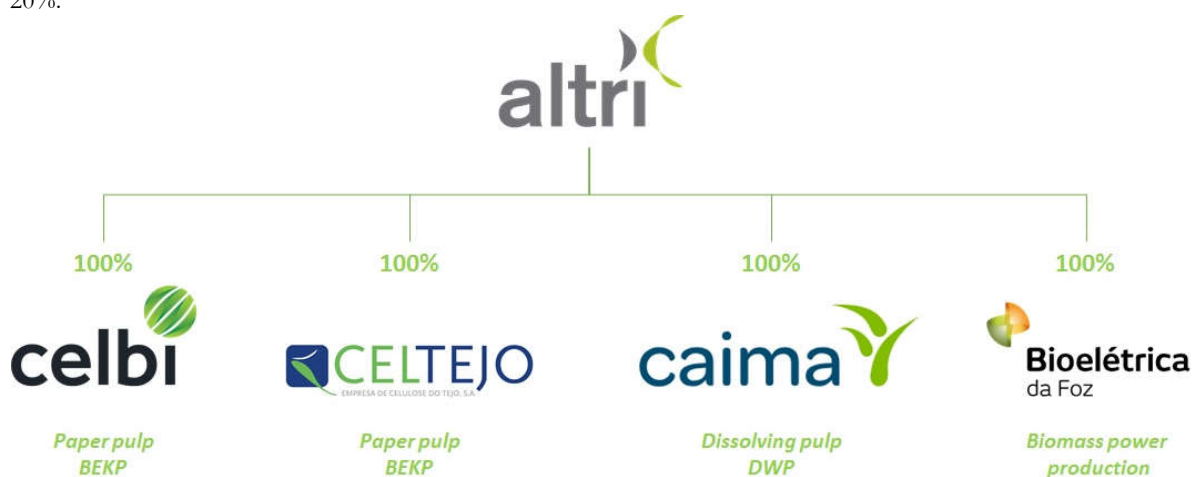 20%.
altri
100%
100%
100%
100%
celbi
CELTEJO
EMPRESA DE CELULOSE DO TEJO, S.A.
caima
Bioelétrica
da Foz
Paper pulp
BEKP
Paper pulp
BEKP
Dissolving pulp
DWP
Biomass power
production